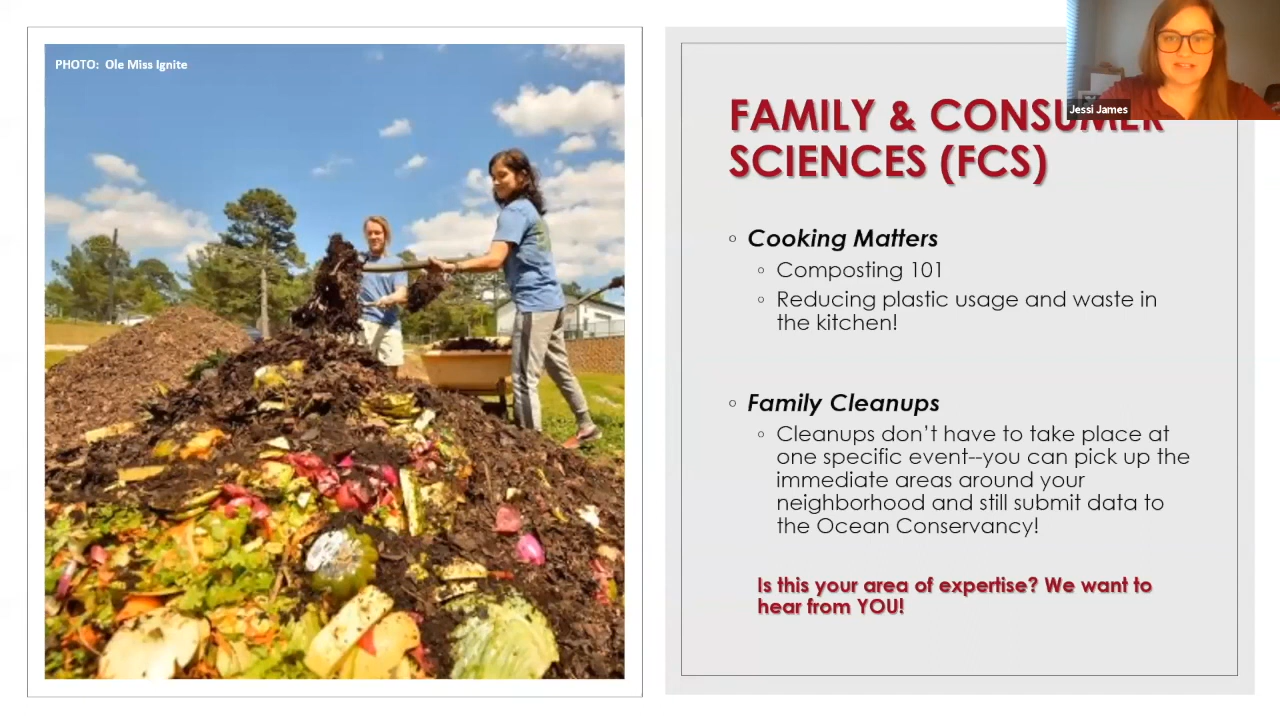 PHOTO: Ole Miss Ignite
Jessi James
FAMILY & CONSUMER
SCIENCES (FCS)
Cooking Matters
Composting 101
Reducing plastic usage and waste in
the kitchen!
Family Cleanups
Cleanups don’t have to take place at
one specific event--you can pick up the
immediate areas around your
neighborhood and still submit data to
the Ocean Conservancy!
Is this your area of expertise? We want to
hear from YOU!